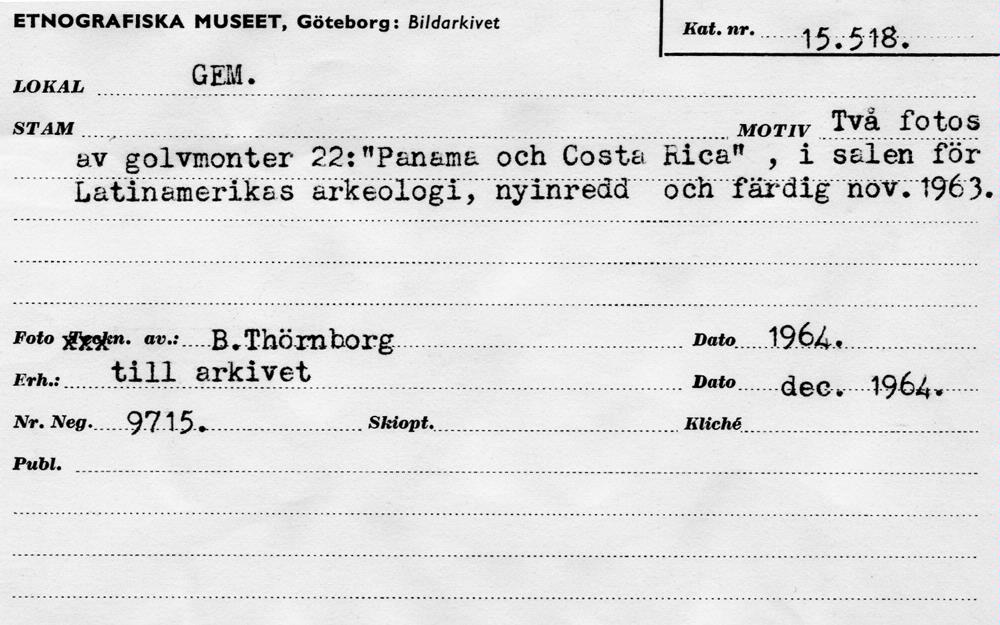 ETNOGRAFISKA MUSEET, Göteborg: Bildarkivet
Kat. nr. 15.518.
LOKAL GEM.
STAM MOTIV Två fotos
av golvmonter 22:"Panama och Costa Rica" , i salen för
Latinamerikas arkeologi, nyinredd och färdig nov. 1963.
Foto xxx Teckn. av.: B.Thörnborg Dato 1964.
Erh.: till arkivet Dato dec. 1964.
Nr. Neg. 9715. Skiopt. Kliché
Publ.